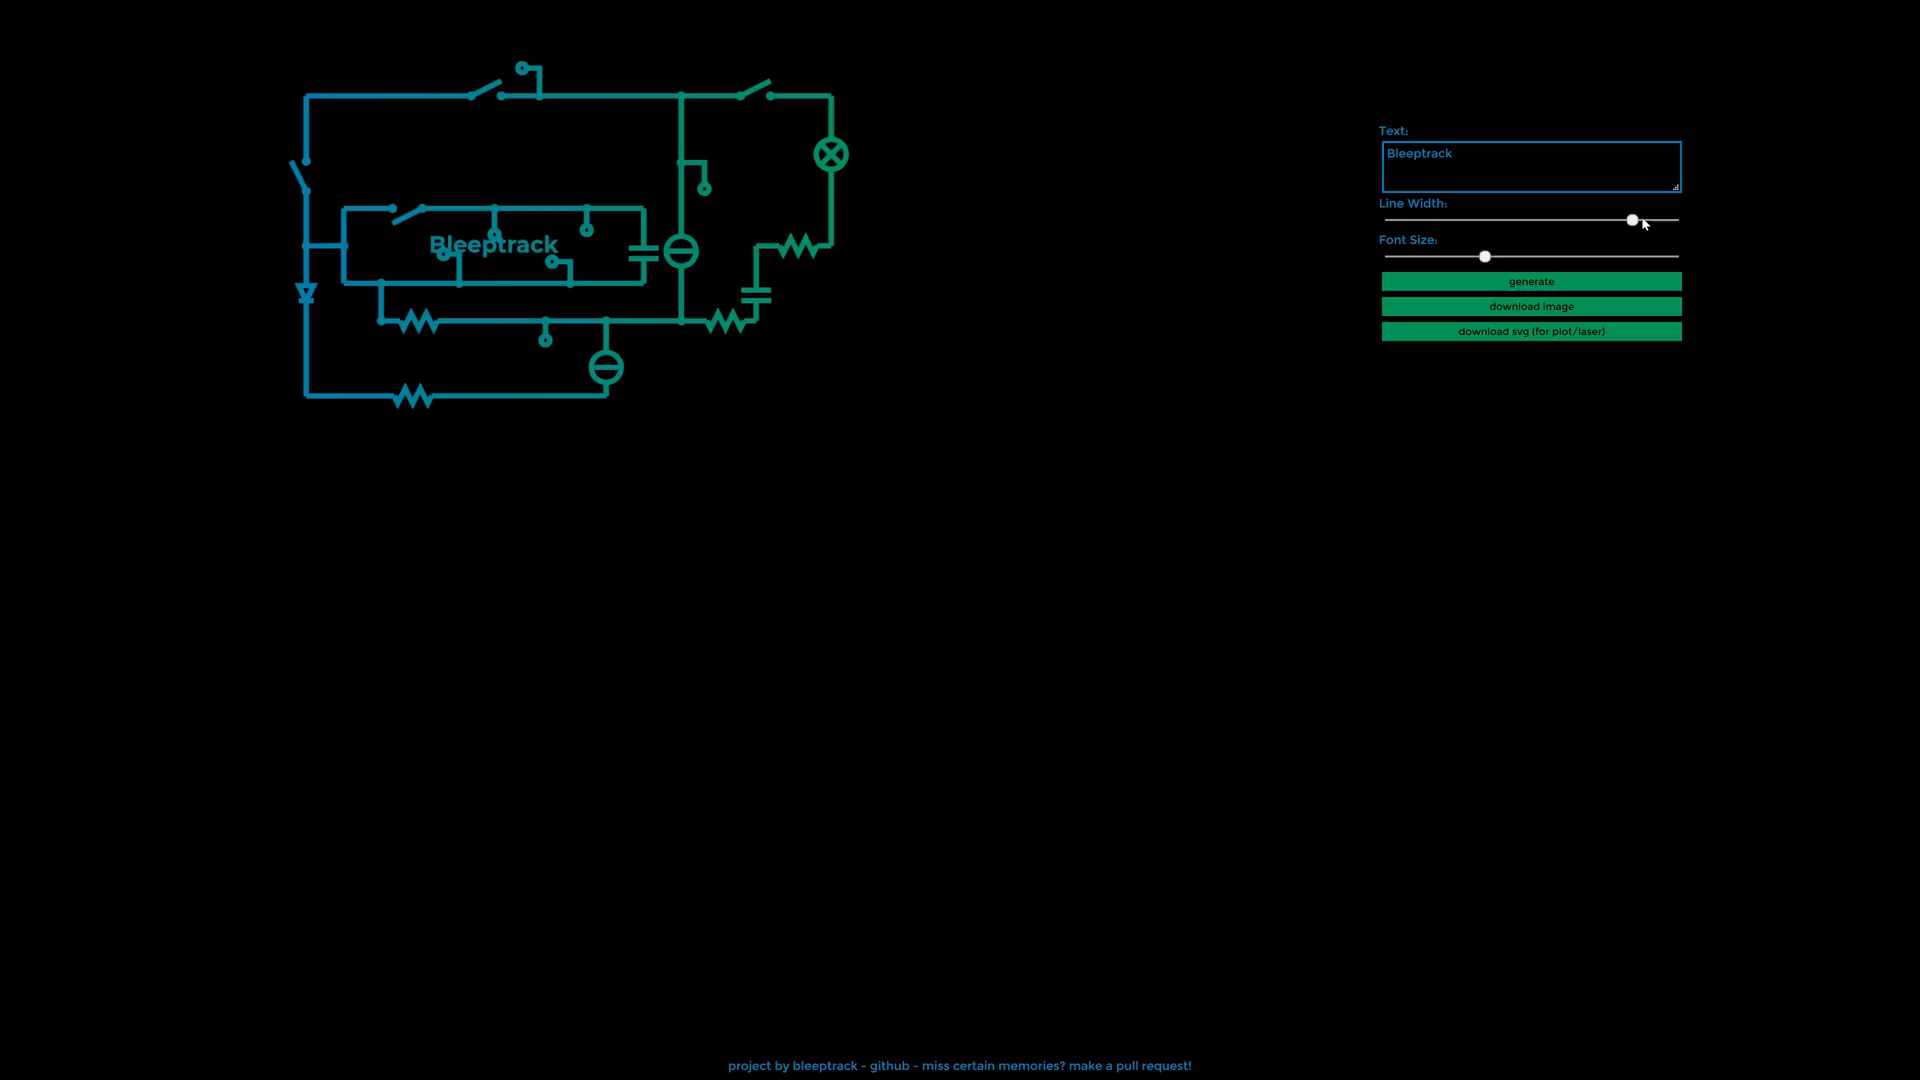 Bleeptrack
Text:
Bleeptrack
Line Width:
Font Size:
generate
download image
download svg (for plot/laser)
project by bleeptrack - github - miss certain memories? make a pull request!